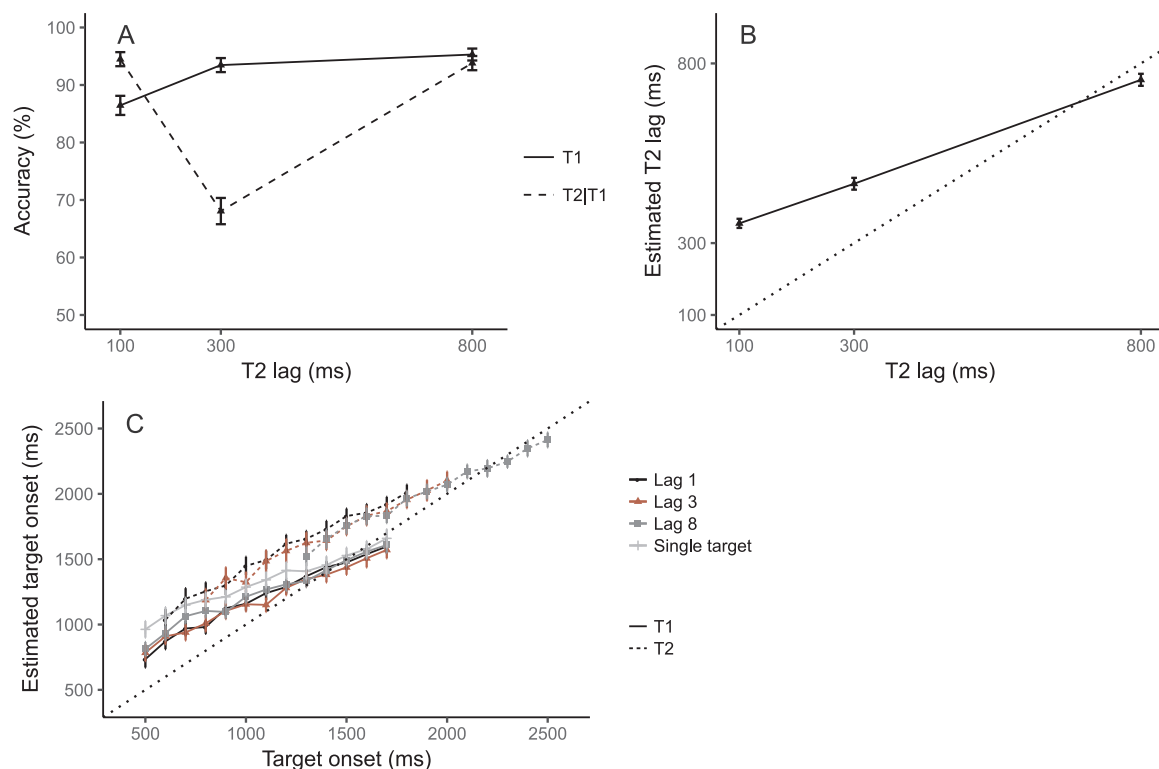 A
Accuracy (%)
100
95
90
80
70
60
50
100
300
800
T2 lag (ms)
T1
T2|T1
B
Estimated T2 lag (ms)
800
300
100
100
300
800
T2 lag (ms)
C
Estimated target onset (ms)
2500
2000
1500
1000
500
500
1000
1500
2000
2500
Target onset (ms)
Lag 1
Lag 3
Lag 8
Single target
T1
T2